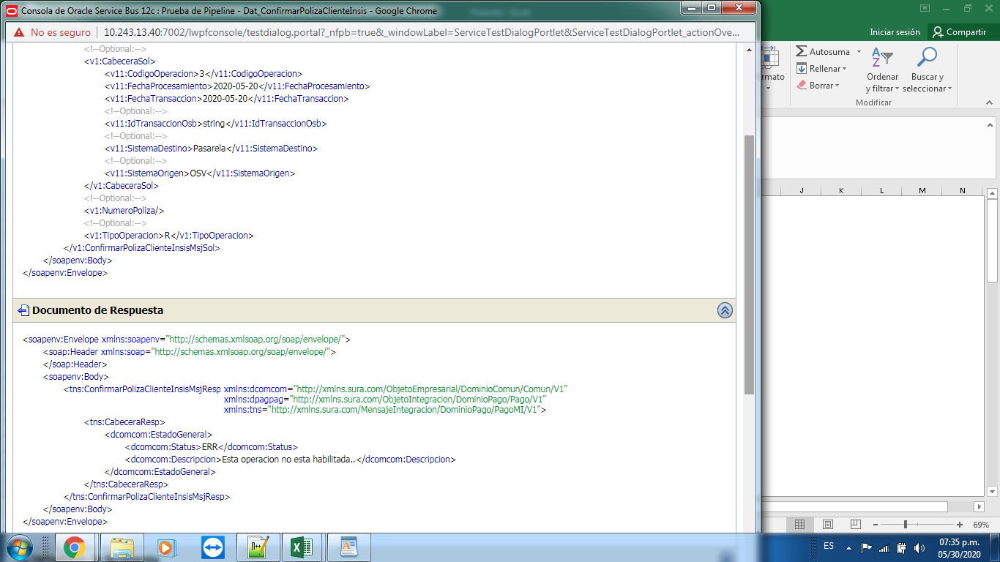 Consola de Oracle Service Bus 12c : Prueba de Pipeline - Dat_ConfirmarPolizaClienteInsis - Google Chrome
No es seguro | 10.243.13.40:7002/lwpfconsole/testdialog.portal?_nfpb=true&_windowLabel=ServiceTestDialogPortlet&ServiceTestDialogPortlet_actionOve...
<!--Optional:-->
<v1:CabeceraSol>
<v11:CodigoOperacion>3</v11:CodigoOperacion>
<v11:FechaProcesamiento>2020-05-20</v11:FechaProcesamiento>
<v11:FechaTransaccion>2020-05-20</v11:FechaTransaccion>
<!--Optional:-->
<v11:IdTransaccionOsb>string</v11:IdTransaccionOsb>
<!--Optional:-->
<v11:SistemaDestino>Pasarela</v11:SistemaDestino>
<!--Optional:-->
<v11:SistemaOrigen>OSV</v11:SistemaOrigen>
</v1:CabeceraSol>
<!--Optional:-->
<v1:NumeroPoliza/>
<!--Optional:-->
<v1:TipoOperacion>R</v1:TipoOperacion>
</v1:ConfirmarPolizaClienteInsisMsjSol>
</soapenv:Body>
</soapenv:Envelope>
Documento de Respuesta
<soapenv:Envelope xmlns:soapenv="http://schemas.xmlsoap.org/soap/envelope/">
<soap:Header xmlns:soap="http://schemas.xmlsoap.org/soap/envelope/">
</soap:Header>
<soapenv:Body>
<tns:ConfirmarPolizaClienteInsisMsjResp xmlns:dcomcom="http://xmlns.sura.com/ObjetoEmpresarial/DominioComun/Comun/V1"
xmlns:dpagpag="http://xmlns.sura.com/ObjetoIntegracion/DominioPago/Pago/V1"
xmlns:tns="http://xmlns.sura.com/MensajeIntegracion/DominioPago/PagoMI/V1">
<tns:CabeceraResp>
<dcomcom:EstadoGeneral>
<dcomcom:Status>ERR</dcomcom:Status>
<dcomcom:Descripcion>Esta operacion no esta habilitada..</dcomcom:Descripcion>
</dcomcom:EstadoGeneral>
</tns:CabeceraResp>
</tns:ConfirmarPolizaClienteInsisMsjResp>
</soapenv:Body>
</soapenv:Envelope>
Iniciar sesión
Compartir
rmato
Autosuma
Rellenar
Borrar
Ordenar
y filtrar
Buscar y
seleccionar
Modificar
J K L M N
69%
ES
07:35 p.m.
05/30/2020